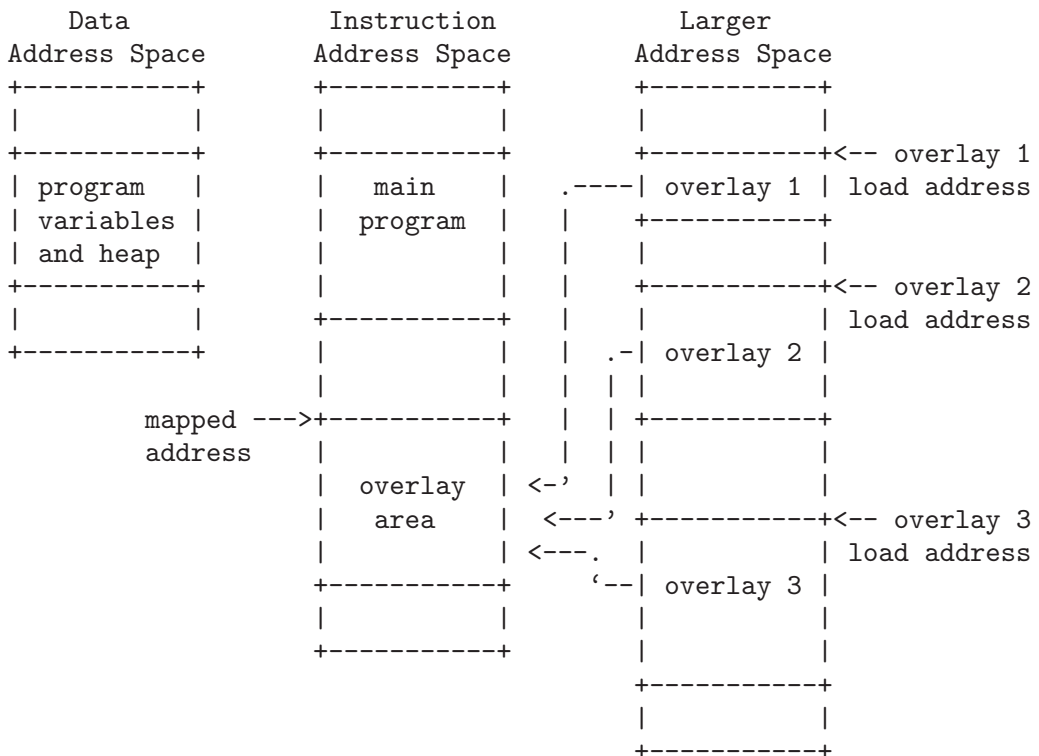 Data             Instruction            Larger
Address Space       Address Space       Address Space
+-----------+       +-----------+       +-----------+
|           |       |           |       |           |
+-----------+       +-----------+       +-----------+<-- overlay 1
| program   |       |   main    |   .----| overlay 1 | load address
| variables |       |  program  |   |   +-----------+
| and heap  |       |           |   |   |           |
+-----------+       |           |   |   +-----------+<-- overlay 2
|           |       +-----------+   |   |           | load address
+-----------+       |           |   | .-| overlay 2 |
                    |           |   | | |           |
         mapped --->+-----------+   | | +-----------+
         address    |           |   | | |           |
                    |  overlay  | <-'  | |           |
                    |   area    |  <---' +-----------+<-- overlay 3
                    |           | <---.  |           | load address
                    +-----------+     ‘--| overlay 3 |
                    |           |       |           |
                    +-----------+       |           |
                                        +-----------+
                                        |           |
                                        +-----------+